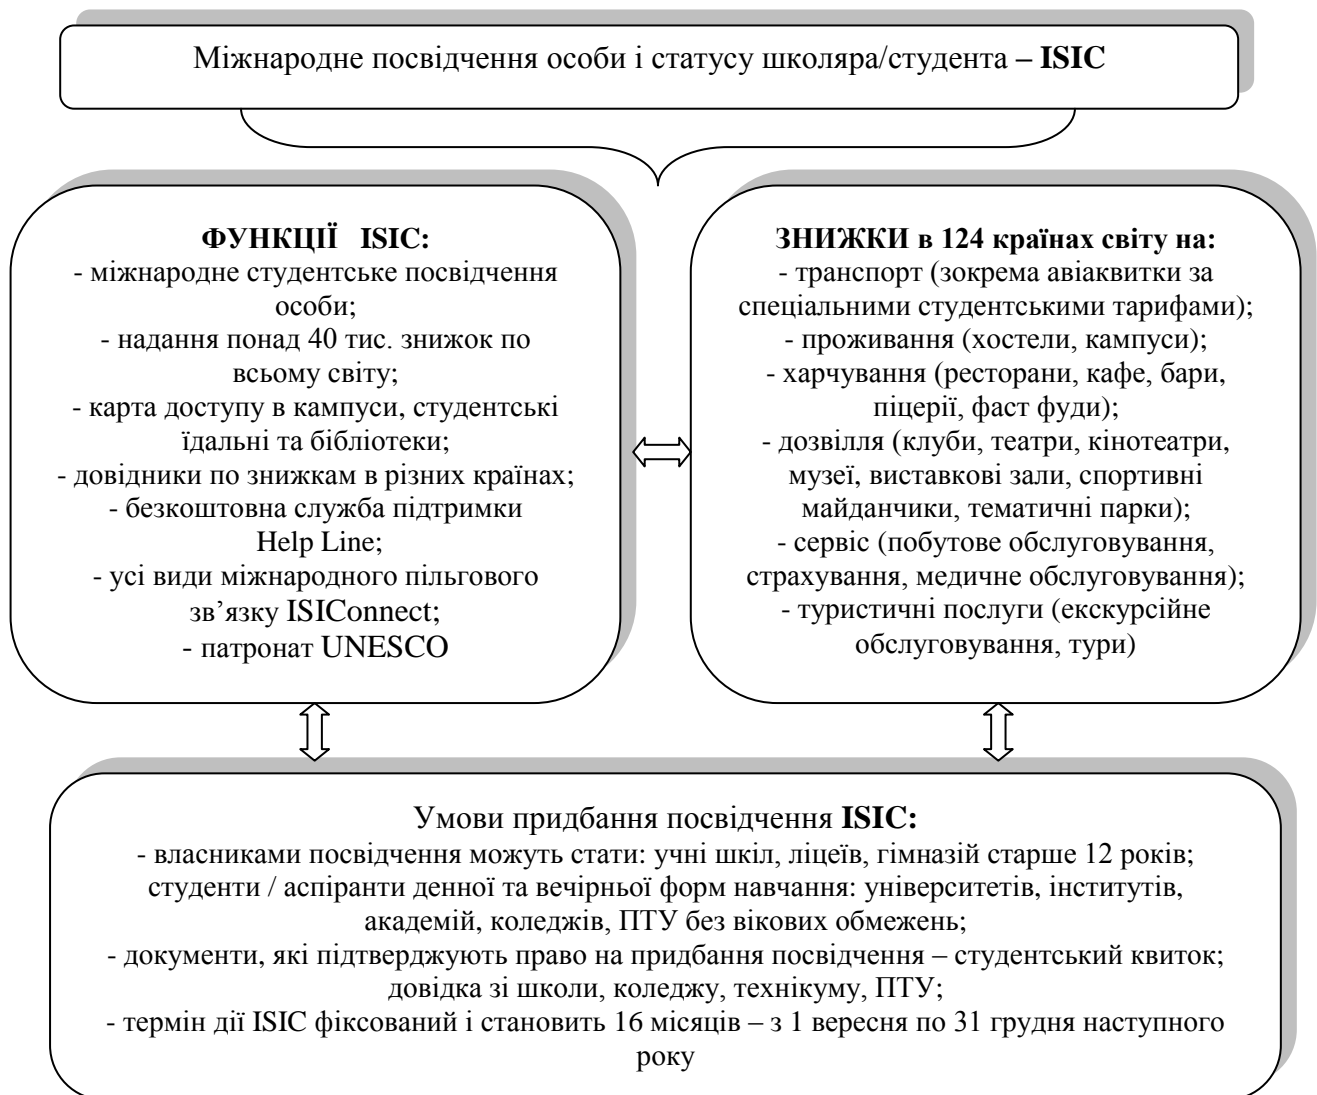 Міжнародне посвідчення особи і статусу школяра/студента – ISIC
ФУНКЦІЇ ISIC:
- міжнародне студентське посвідчення
особи;
- надання понад 40 тис. знижок по
всьому світу;
- карта доступу в кампуси, студентські
їдальні та бібліотеки;
- довідники по знижкам в різних країнах;
- безкоштовна служба підтримки
Help Line;
- усі види міжнародного пільгового
зв’язку ISIConnect;
- патронат UNESCO
ЗНИЖКИ в 124 країнах світу на:
- транспорт (зокрема авіаквитки за
спеціальними студентськими тарифами);
- проживання (хостели, кампуси);
- харчування (ресторани, кафе, бари,
піцерії, фаст фуди);
- дозвілля (клуби, театри, кінотеатри,
музеї, виставкові зали, спортивні
майданчики, тематичні парки);
- сервіс (побутове обслуговування,
страхування, медичне обслуговування);
- туристичні послуги (екскурсійне
обслуговування, тури)
Умови придбання посвідчення ISIC:
- власниками посвідчення можуть стати: учні шкіл, ліцеїв, гімназій старше 12 років;
студенти / аспіранти денної та вечірньої форм навчання: університетів, інститутів,
академій, коледжів, ПТУ без вікових обмежень;
- документи, які підтверджують право на придбання посвідчення – студентський квиток;
довідка зі школи, коледжу, технікуму, ПТУ;
- термін дії ISIC фіксований і становить 16 місяців – з 1 вересня по 31 грудня наступного
року